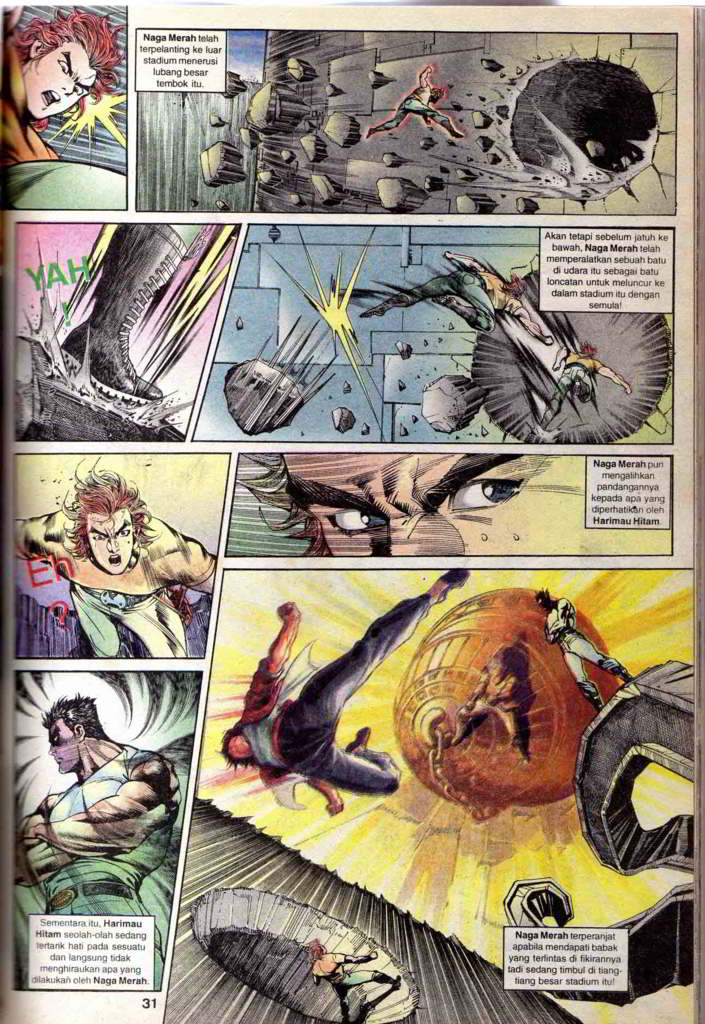 Naga Merah telah
terpelanting ke luar
stadium menerusi
lubang besar
tembok itu.
YAH
!
Akan tetapi sebelum jatuh ke
bawah, Naga Merah telah
memperalatkan sebuah batu
di udara itu sebagai batu
loncatan untuk meluncur ke
dalam stadium itu dengan
semula!
Eh
?
Naga Merah pun
mengalihkan
pandangannya
kepada apa yang
diperhatikan oleh
Harimau Hitam.
Sementara itu, Harimau
Hitam seolah-olah sedang
tertarik hati pada sesuatu
dan langsung tidak
menghiraukan apa yang
dilakukan oleh Naga Merah.
Naga Merah terperanjat
apabila mendapati babak
yang terlintas di fikirannya
tadi sedang timbul di tiang-
tiang besar stadium itu!
31